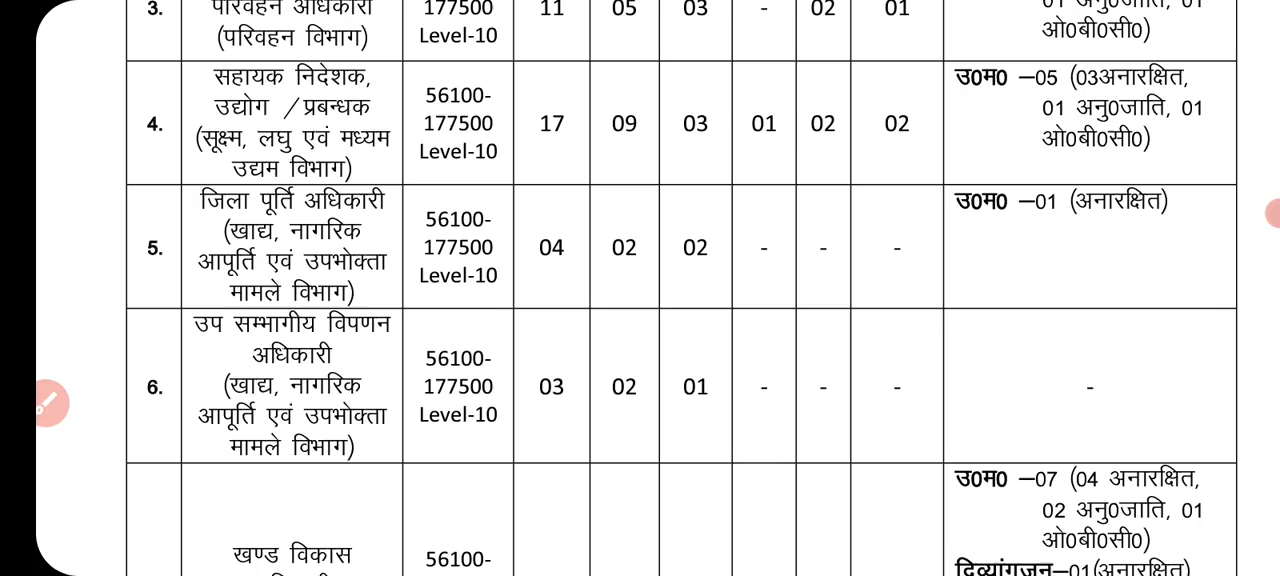 3.
परिवहन अधिकारी
(परिवहन विभाग)
177500
Level-10
11
05
03
-
02
01
01 अनु0जाति, 01
ओ0बी0सी0)
4.
सहायक निदेशक,
उद्योग /प्रबन्धक
(सूक्ष्म, लघु एवं मध्यम
उद्यम विभाग)
56100-
177500
Level-10
17
09
03
01
02
02
उ0म0 –05 (03अनारक्षित,
01 अनु0जाति, 01
ओ0बी0सी0)
5.
जिला पूर्ति अधिकारी
(खाद्य, नागरिक
आपूर्ति एवं उपभोक्ता
मामले विभाग)
56100-
177500
Level-10
04
02
02
-
-
-
उ0म0 –01 (अनारक्षित)
6.
उप सम्भागीय विपणन
अधिकारी
(खाद्य, नागरिक
आपूर्ति एवं उपभोक्ता
मामले विभाग)
56100-
177500
Level-10
03
02
01
-
-
-
-
खण्ड विकास
56100-
उ0म0 –07 (04 अनारक्षित,
02 अनु0जाति, 01
ओ0बी0सी0)
दिव्यांगजन–01(अनारक्षित)